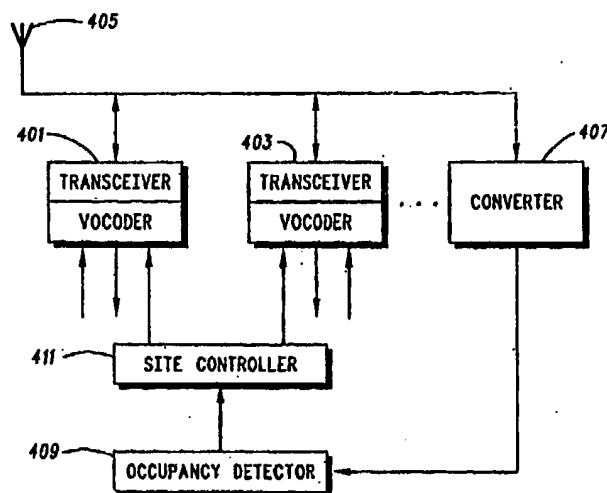 405
401
403
407
TRANSCEIVER
VOCODER
TRANSCEIVER
VOCODER
CONVERTER
411
SITE CONTROLLER
409
OCCUPANCY DETECTOR